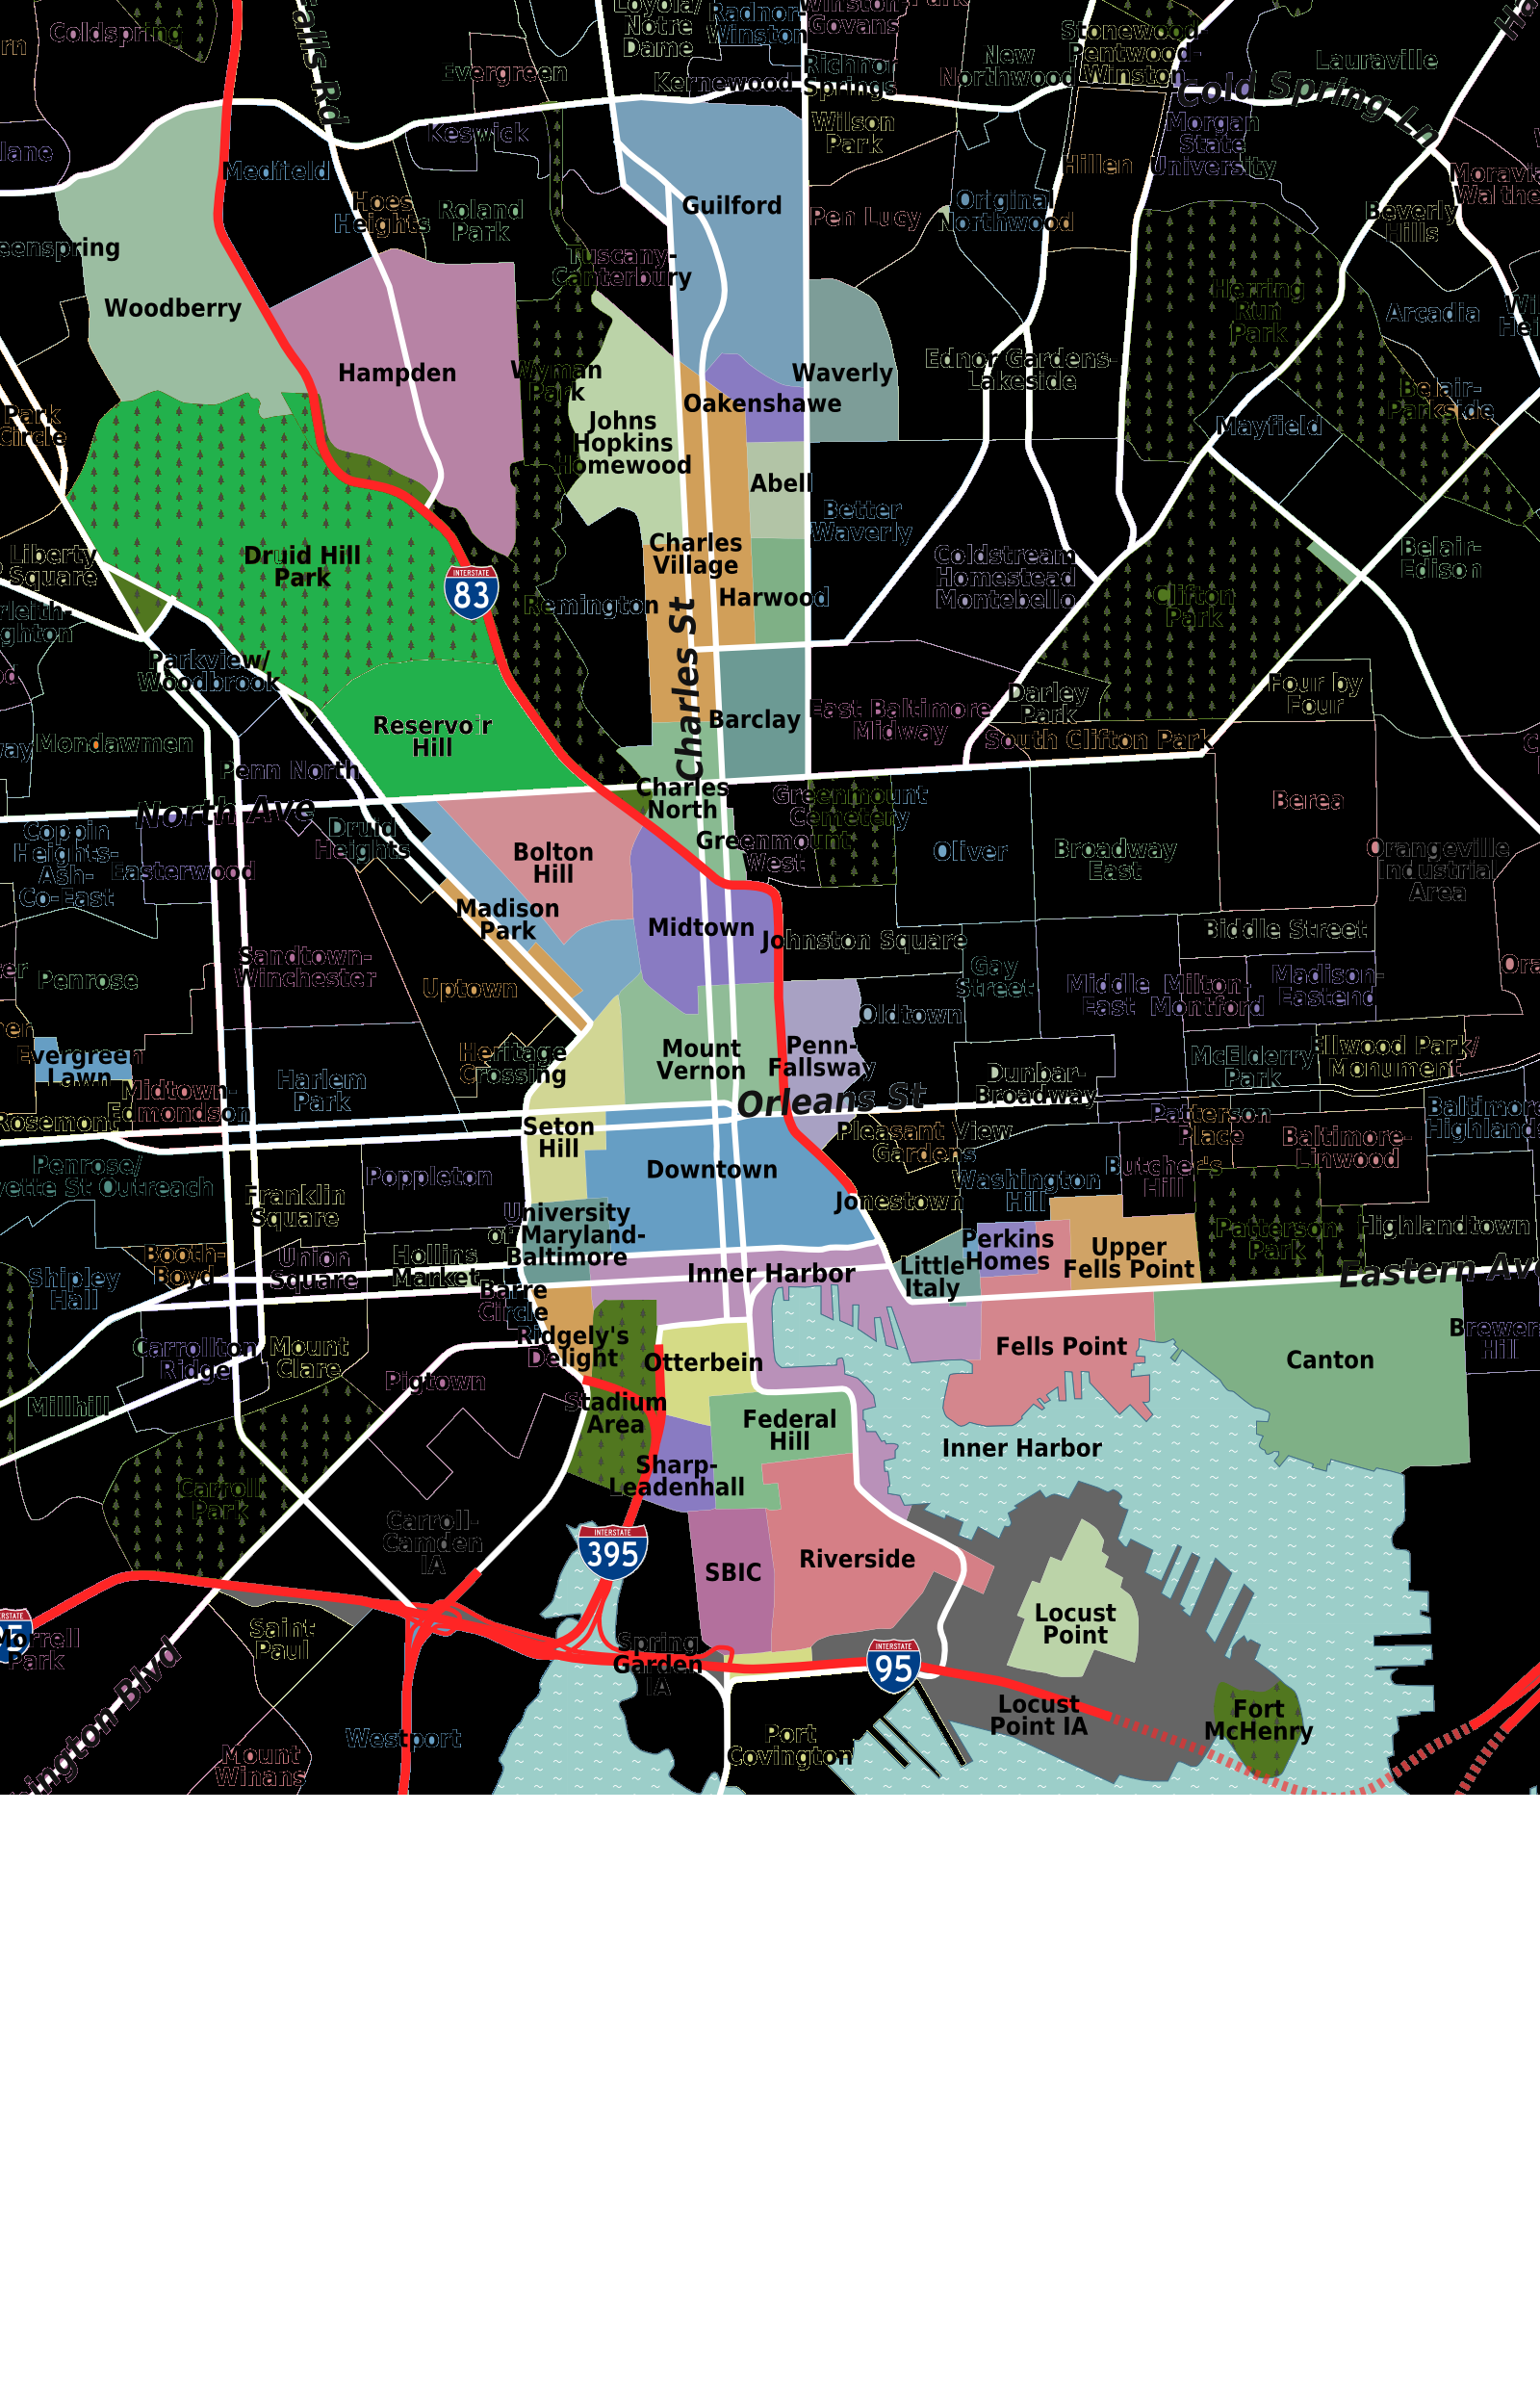 Coldspring
Falls Rd
Evergreen
Loyola/
Notre
Dame
Radnor-
Winston
Winston-
Govans
Kernewood
Richnor
Springs
New
Northwood
Stonewood-
Pentwood-
Winston
Lauraville
Cold Spring Ln
Keswick
Wilson
Park
Morgan
State
University
Hillen
Medfield
Hoes
Heights
Roland
Park
Guilford
Pen Lucy
Original
Northwood
Beverly
Hills
Tuscany-
Canterbury
Woodberry
Herring
Run
Park
Arcadia
Hampden
Wyman
Park
Waverly
Ednor Gardens-
Lakeside
Oakenshawe
Belair-
Parkside
Park
Circle
Johns
Hopkins
Homewood
Mayfield
Abell
Better
Waverly
Liberty
Square
Druid Hill
Park
Charles
Village
Coldstream
Homestead
Montebello
Belair-
Edison
INTERSTATE
83
Remington
Harwood
Clifton
Park
Charles St
Parkview/
Woodbrook
Darley
Park
Four by
Four
Reservoir
Hill
Barclay
East Baltimore
Midway
South Clifton Park
Mondawmen
Penn North
Charles
North
Greenmount
Cemetery
Berea
North Ave
Druid
Heights
Coppin
Heights-
Ash-
Co-East
Easterwood
Bolton
Hill
Greenmount
West
Oliver
Broadway
East
Orangeville
Industrial
Area
Madison
Park
Midtown
Johnston Square
Biddle Street
Penrose
Sandtown-
Winchester
Uptown
Gay
Street
Middle
East
Milton-
Montford
Madison-
Eastend
Oldtown
Evergreen
Lawn
Heritage
Crossing
Mount
Vernon
Penn-
Fallsway
McElderry
Park
Ellwood Park/
Monument
Midtown-
Edmondson
Harlem
Park
Dunbar-
Broadway
Orleans St
Rosemont
Seton
Hill
Pleasant View
Gardens
Patterson
Place
Baltimore-
Linwood
Baltimore
Highlands
Penrose/
yette St Outreach
Poppleton
Downtown
Washington
Hill
Butcher's
Hill
Franklin
Square
Jonestown
University
of Maryland-
Baltimore
Patterson
Park
Highlandtown
Perkins
Homes
Upper
Fells Point
Booth-
Boyd
Union
Square
Hollins
Market
Inner Harbor
Little
Italy
Eastern Ave
Shipley
Hall
Barre
Circle
Carrollton
Ridge
Mount
Clare
Ridgely's
Delight
Otterbein
Fells Point
Canton
Brewers
Hill
Pigtown
Millhill
Stadium
Area
Federal
Hill
Inner Harbor
Sharp-
Leadenhall
Carroll
Park
Carroll-
Camden
IA
INTERSTATE
395
SBIC
Riverside
Locust
Point
Saint
Paul
Morrell
Park
Spring
Garden
IA
INTERSTATE
95
Locust
Point IA
Fort
McHenry
Westport
Port
Covington
Mount
Winans
ington Blvd